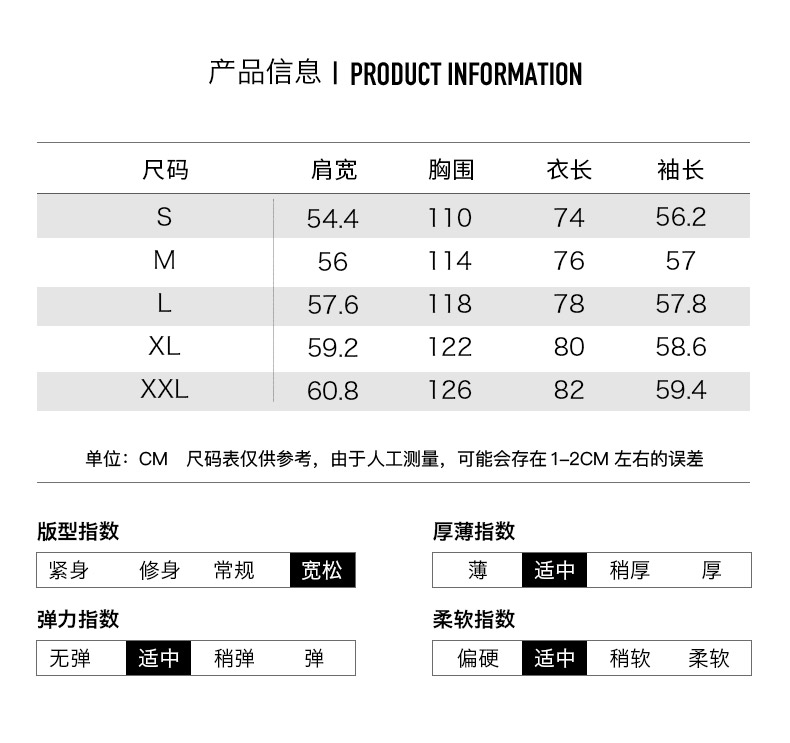 产品信息 | PRODUCT INFORMATION
尺码 肩宽 胸围 衣长 袖长
S 54.4 110 74 56.2
M 56 114 76 57
L 57.6 118 78 57.8
XL 59.2 122 80 58.6
XXL 60.8 126 82 59.4
单位：CM 尺码表仅供参考，由于人工测量，可能会存在1-2CM 左右的误差
版型指数
紧身 修身 常规 宽松
厚薄指数
薄 适中 稍厚 厚
弹力指数
无弹 适中 稍弹 弹
柔软指数
偏硬 适中 稍软 柔软